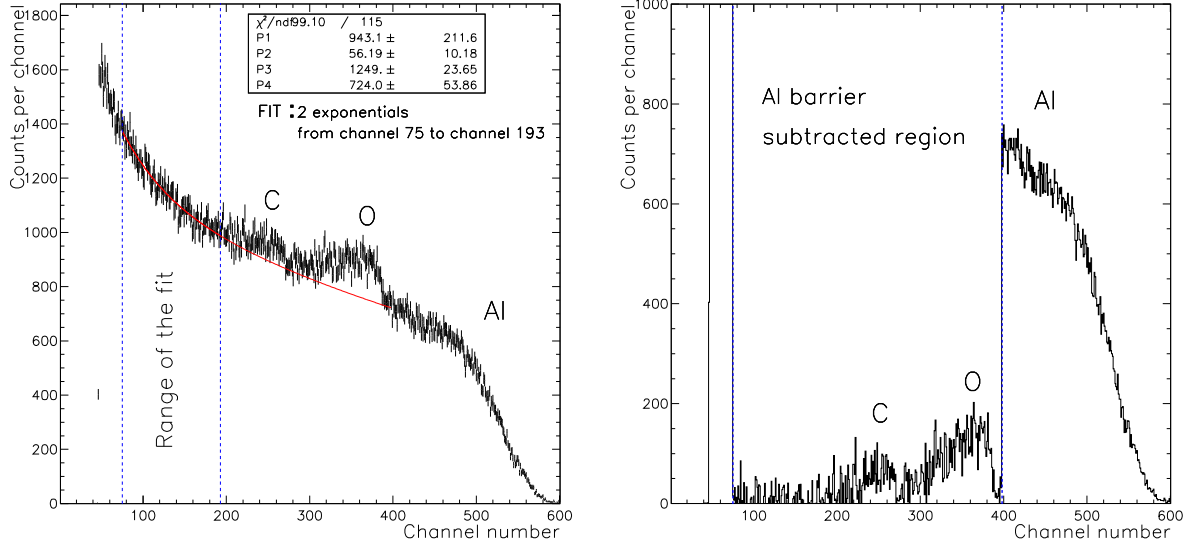 χ²/ndf 99.10 / 115
P1 943.1 ± 211.6
P2 56.19 ± 10.18
P3 1249. ± 23.65
P4 724.0 ± 53.86
FIT : 2 exponentials
from channel 75 to channel 193
C
O
Al
Range of the fit
Counts per channel
1800
1600
1400
1200
1000
800
600
400
200
0
100 200 300 400 500 600
Channel number
Al barrier
subtracted region
Al
C
O
Counts per channel
1000
800
600
400
200
0
100 200 300 400 500 600
Channel number